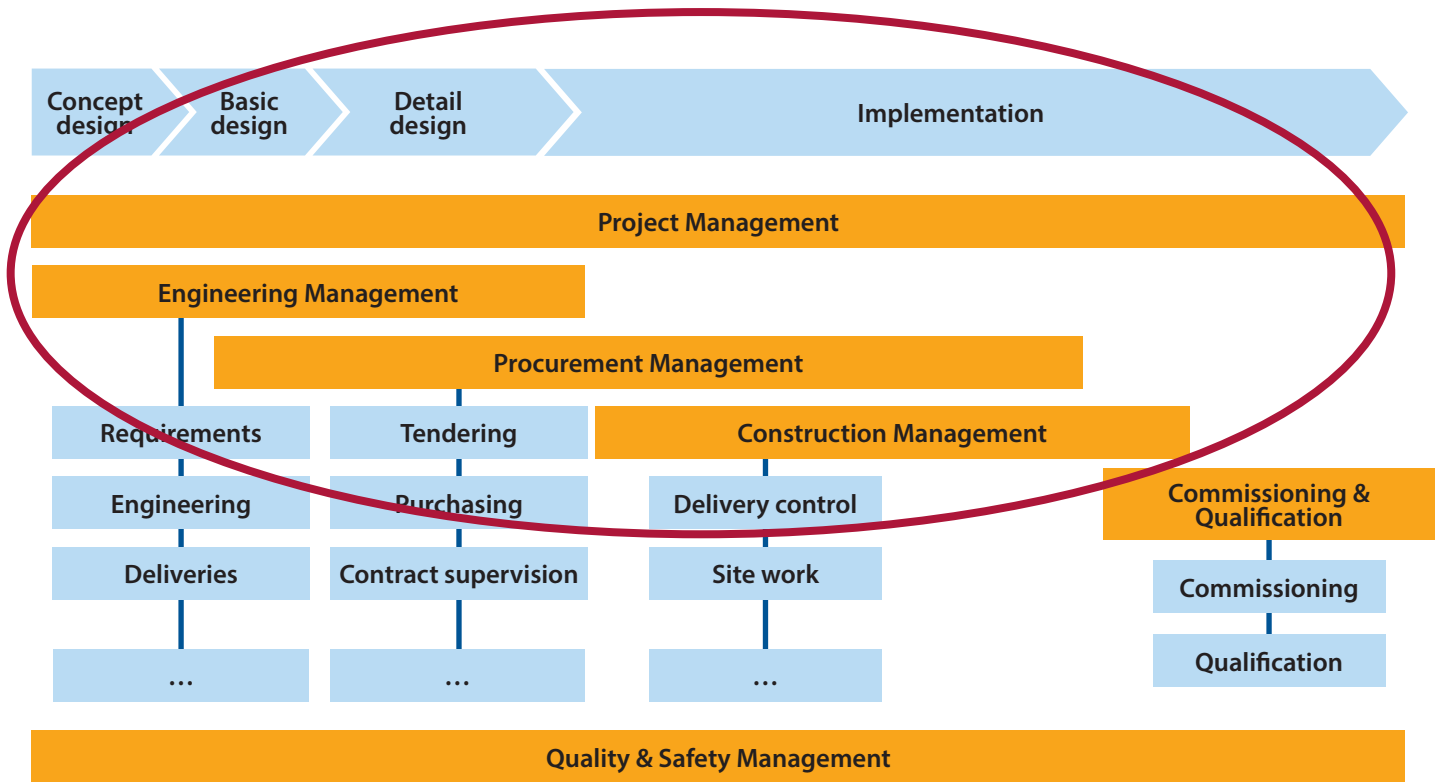 Concept
design
Basic
design
Detail
design
Implementation
Project Management
Engineering Management
Procurement Management
Requirements
Tendering
Construction Management
Engineering
Purchasing
Delivery control
Commissioning &
Qualification
Deliveries
Contract supervision
Site work
Commissioning
Qualification
...
...
...
Quality & Safety Management